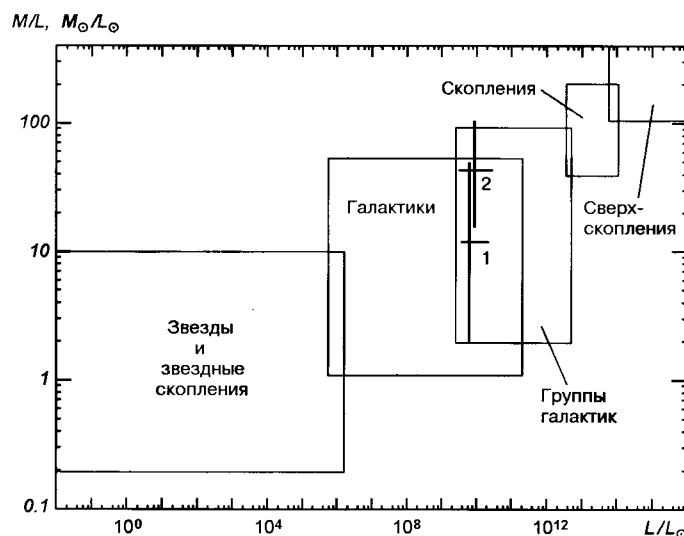 M/L, M⊙/L⊙
100
10
1
0.1
10⁰
10⁴
10⁸
10¹²
L/L⊙
Скопления
Сверх-
скопления
Галактики
2
1
Звезды
и
звездные
скопления
Группы
галактик